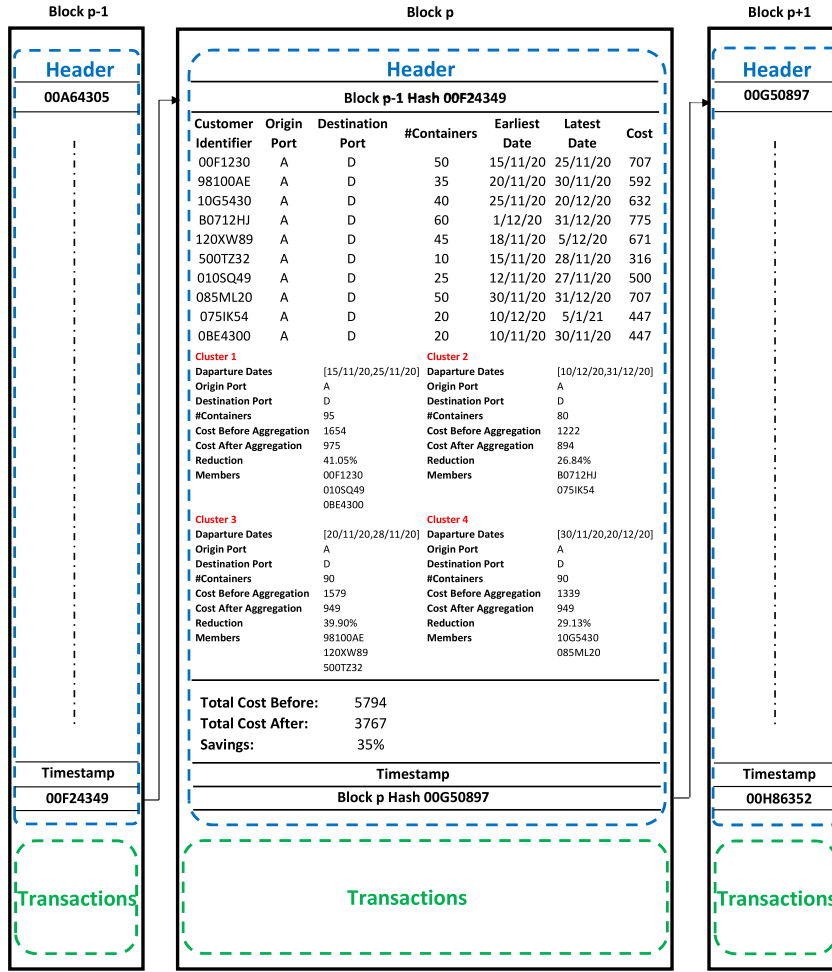 Block p-1
Header
00A64305
Timestamp
00F24349
Transactions
Block p
Header
Block p-1 Hash 00F24349
Customer Identifier Origin Port Destination Port #Containers Earliest Date Latest Date Cost
00F1230 A D 50 15/11/20 25/11/20 707
98100AE A D 35 20/11/20 30/11/20 592
10G5430 A D 40 25/11/20 20/12/20 632
B0712HJ A D 60 1/12/20 31/12/20 775
120XW89 A D 45 18/11/20 5/12/20 671
500TZ32 A D 10 15/11/20 28/11/20 316
010SQ49 A D 25 12/11/20 27/11/20 500
085ML20 A D 50 30/11/20 31/12/20 707
075IK54 A D 20 10/12/20 5/1/21 447
0BE4300 A D 20 10/11/20 30/11/20 447
Cluster 1
Daparture Dates [15/11/20,25/11/20]
Origin Port A
Destination Port D
#Containers 95
Cost Before Aggregation 1654
Cost After Aggregation 975
Reduction 41.05%
Members 00F1230
010SQ49
0BE4300
Cluster 2
Daparture Dates [10/12/20,31/12/20]
Origin Port A
Destination Port D
#Containers 80
Cost Before Aggregation 1222
Cost After Aggregation 894
Reduction 26.84%
Members B0712HJ
075IK54
Cluster 3
Daparture Dates [20/11/20,28/11/20]
Origin Port A
Destination Port D
#Containers 90
Cost Before Aggregation 1579
Cost After Aggregation 949
Reduction 39.90%
Members 98100AE
120XW89
500TZ32
Cluster 4
Daparture Dates [30/11/20,20/12/20]
Origin Port A
Destination Port D
#Containers 90
Cost Before Aggregation 1339
Cost After Aggregation 949
Reduction 29.13%
Members 10G5430
085ML20
Total Cost Before: 5794
Total Cost After: 3767
Savings: 35%
Timestamp
Block p Hash 00G50897
Transactions
Block p+1
Header
00G50897
Timestamp
00H86352
Transactions